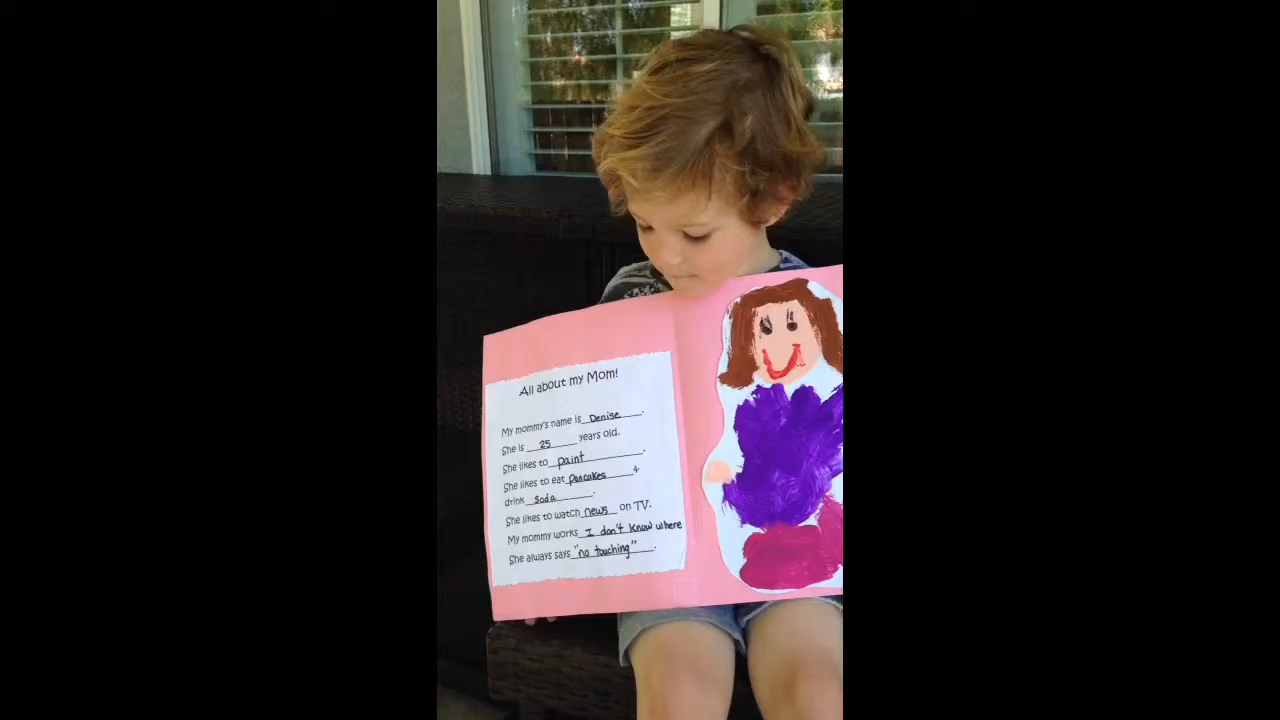 All about my Mom!
My mommy's name is Denise.
She is 25 years old.
She likes to paint.
She likes to eat pancakes &
drink soda.
She likes to watch news on TV.
My mommy works I don't know where
She always says "no touching".